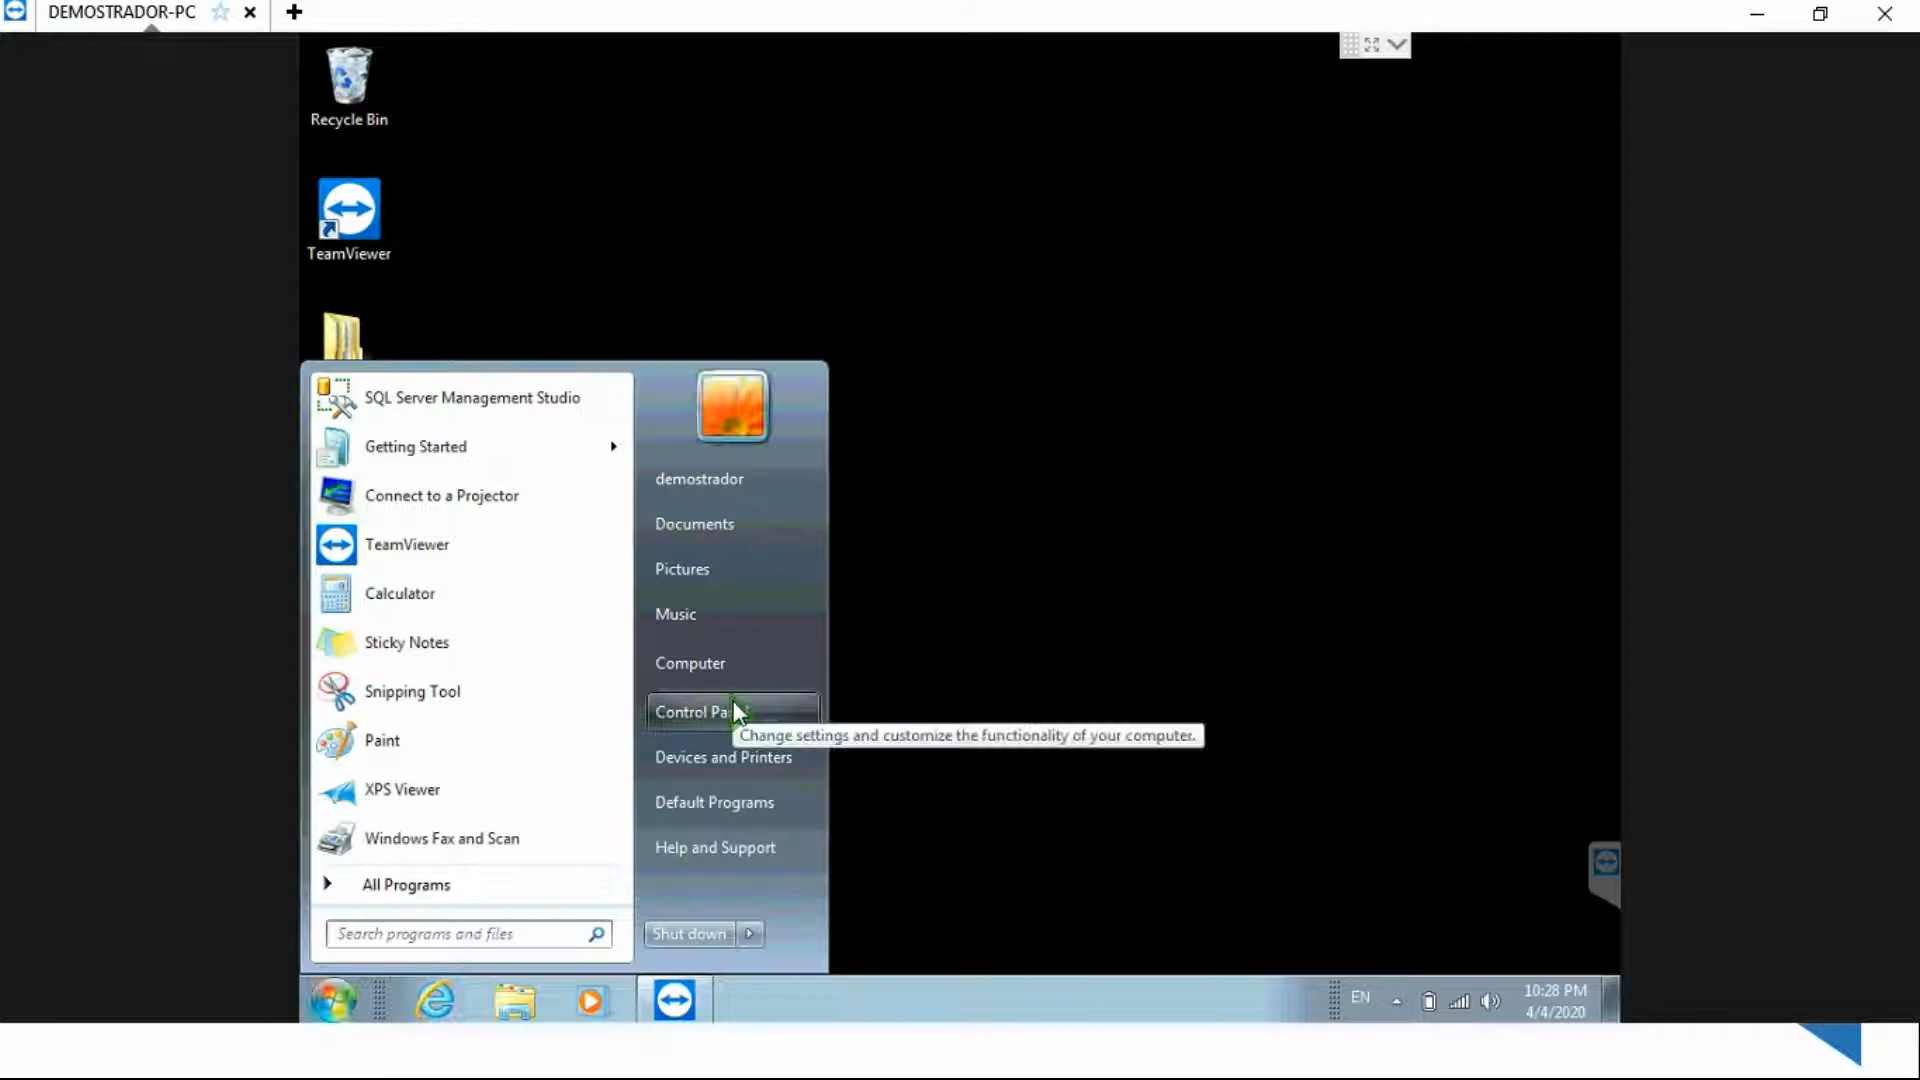 DEMOSTRADOR-PC
Recycle Bin
TeamViewer
SQL Server Management Studio
Getting Started
Connect to a Projector
TeamViewer
Calculator
Sticky Notes
Snipping Tool
Paint
XPS Viewer
Windows Fax and Scan
All Programs
Search programs and files
demostrador
Documents
Pictures
Music
Computer
Control Pa
Change settings and customize the functionality of your computer.
Devices and Printers
Default Programs
Help and Support
Shut down
EN
10:28 PM
4/4/2020